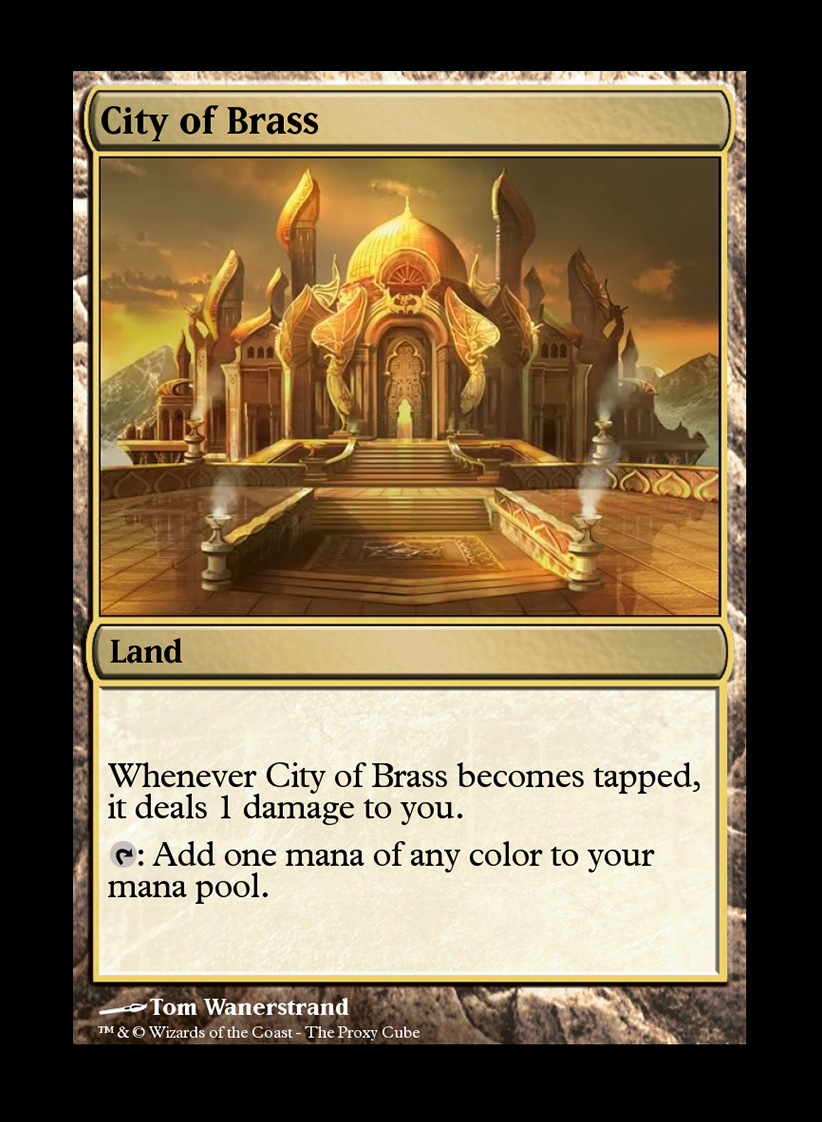 City of Brass
Land
Whenever City of Brass becomes tapped,
it deals 1 damage to you.
: Add one mana of any color to your
mana pool.
Tom Wanerstrand
™ & © Wizards of the Coast - The Proxy Cube